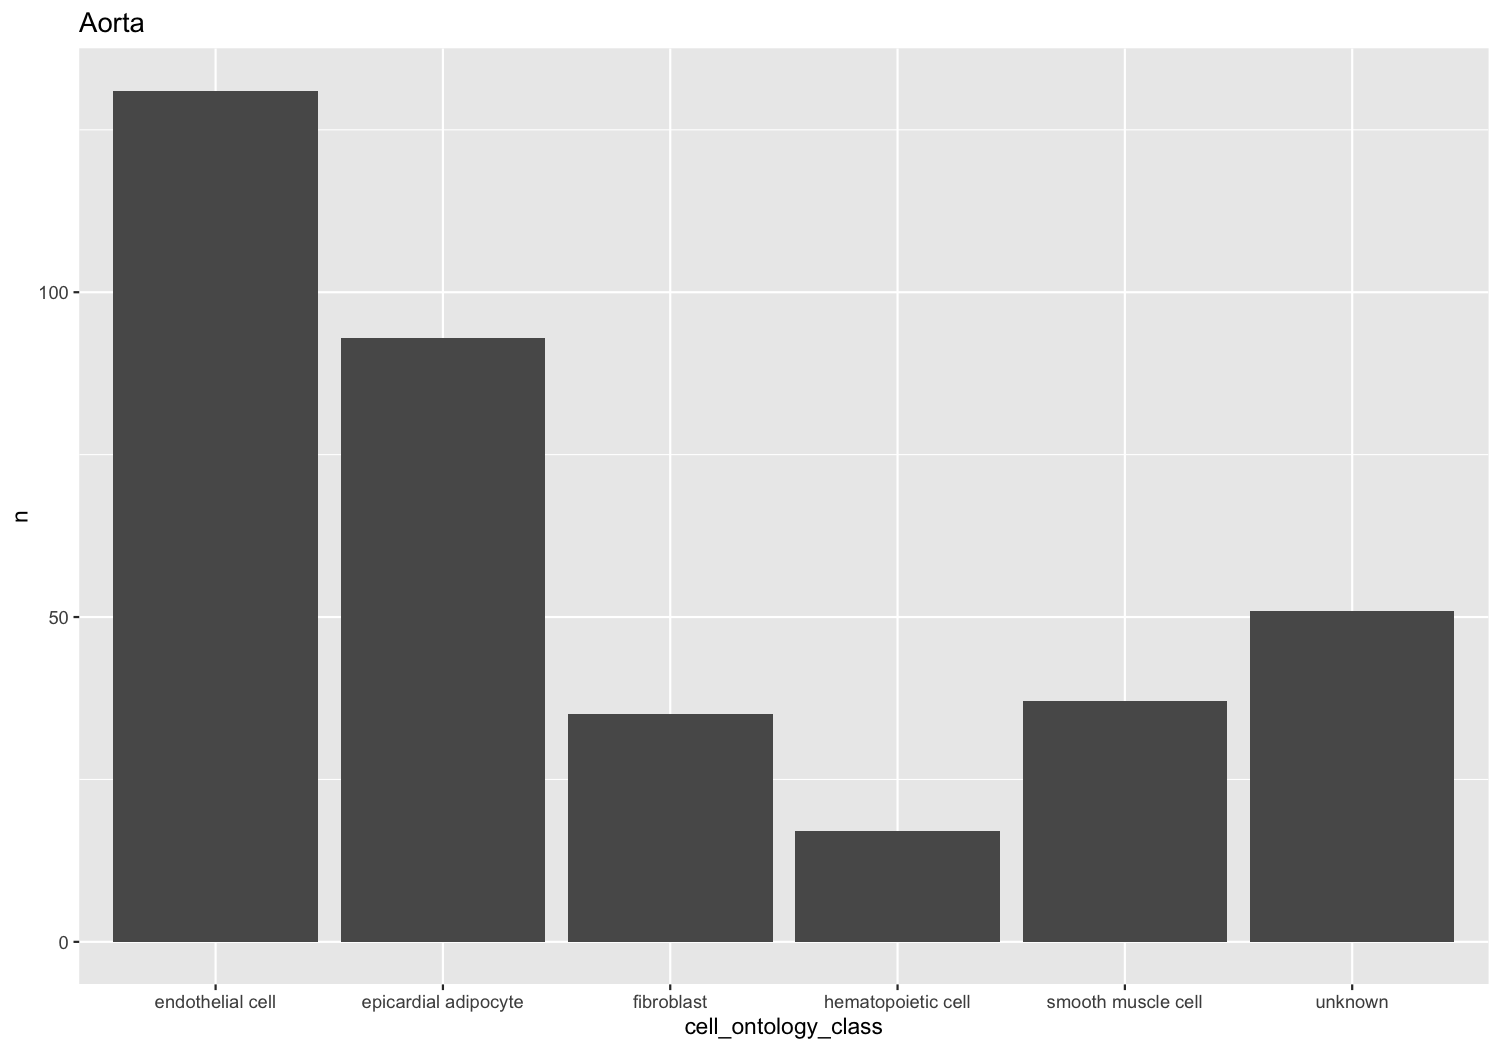 Aorta
100
50
0
n
endothelial cell
epicardial adipocyte
fibroblast
hematopoietic cell
smooth muscle cell
unknown
cell_ontology_class